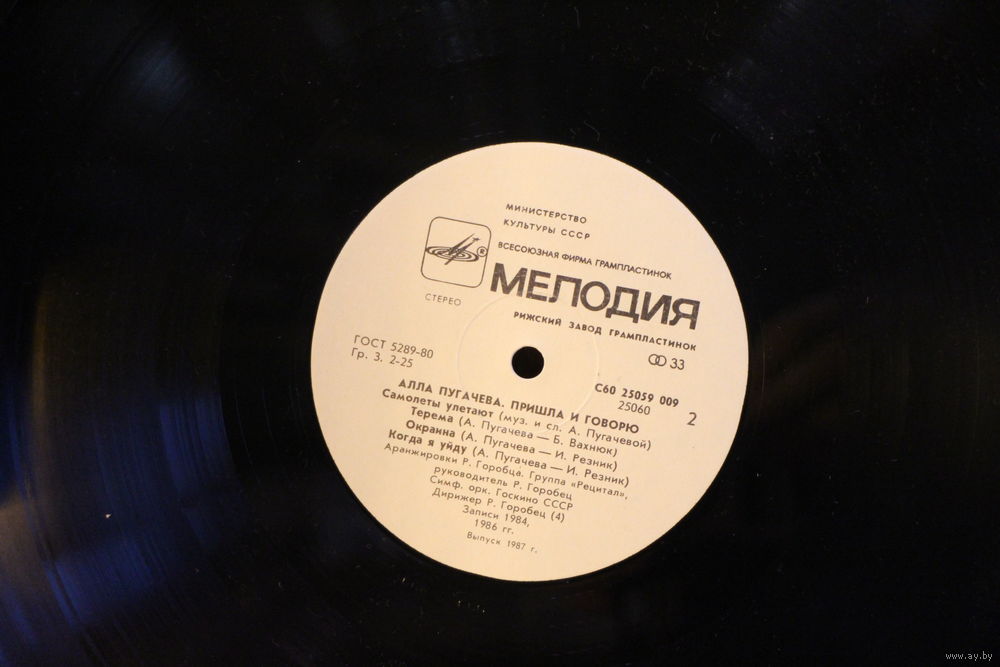 МИНИСТЕРСТВО
КУЛЬТУРЫ СССР
ВСЕСОЮЗНАЯ ФИРМА ГРАМПЛАСТИНОК
®
МЕЛОДИЯ
СТЕРЕО
РИЖСКИЙ ЗАВОД ГРАМПЛАСТИНОК
ГОСТ 5289-80
Гр. 3. 2-25
33
С60 25059 009
25060
2
АЛЛА ПУГАЧЕВА. ПРИШЛА И ГОВОРЮ
Самолеты улетают (муз. и сл. А. Пугачевой)
Терема (А. Пугачева — Б. Вахнюк)
Окраина (А. Пугачева — И. Резник)
Когда я уйду (А. Пугачева — И. Резник)
Аранжировки Р. Горобца. Группа «Рецитал»,
руководитель Р. Горобец
Симф. орк. Госкино СССР
Дирижер Р. Горобец (4)
Записи 1984,
1986 гг.
Выпуск 1987 г.
www.ay.by